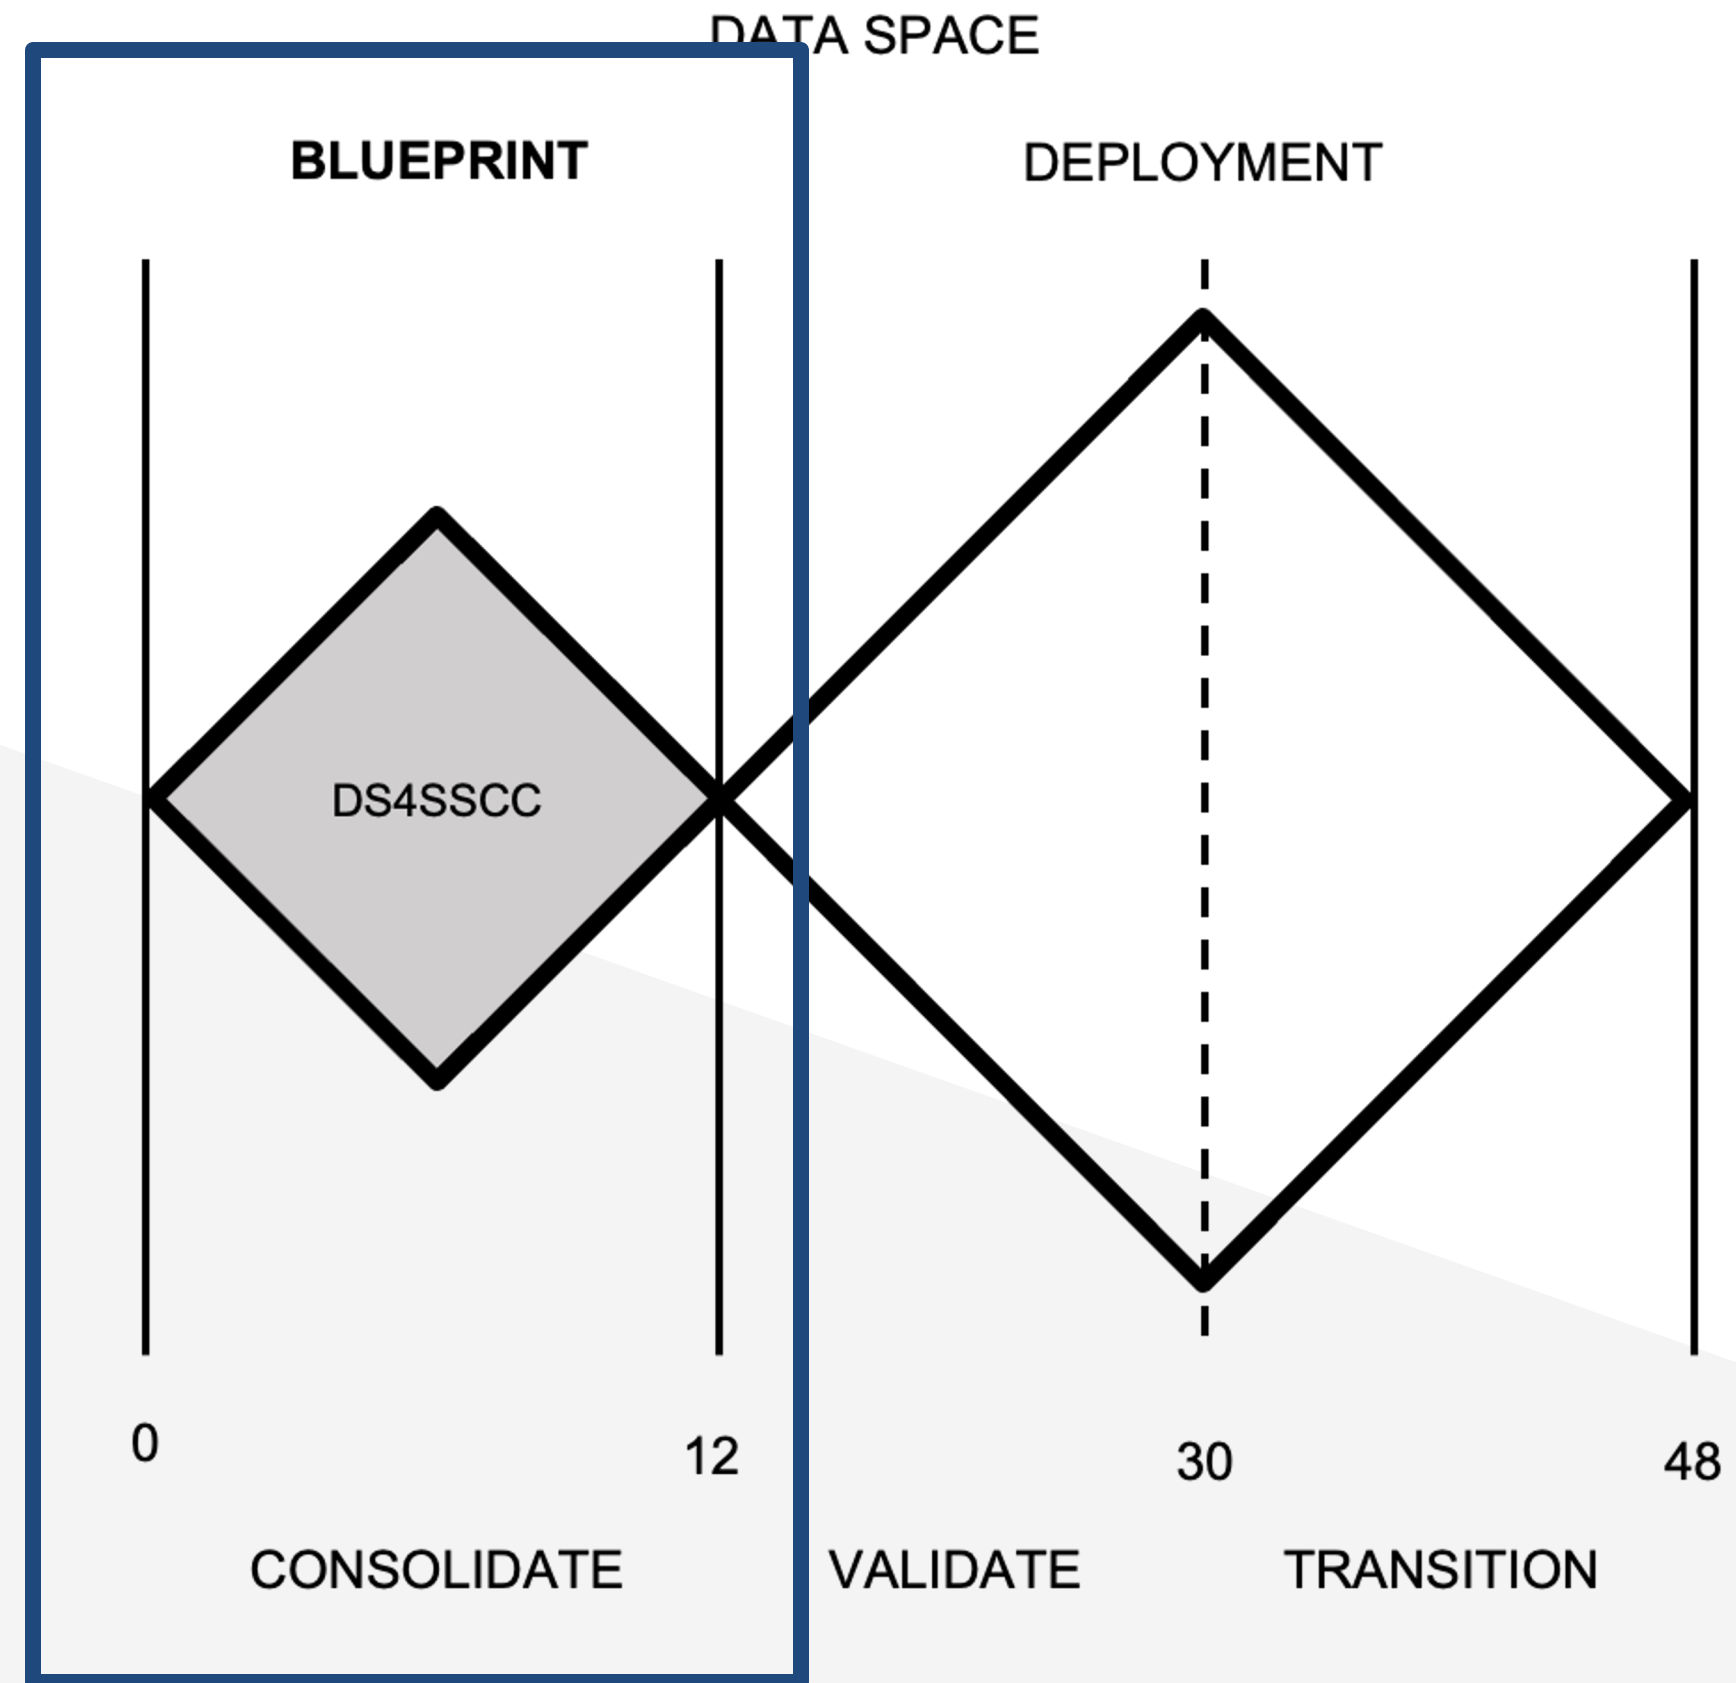 DATA SPACE
BLUEPRINT
DEPLOYMENT
DS4SSCC
0
12
30
48
CONSOLIDATE
VALIDATE
TRANSITION